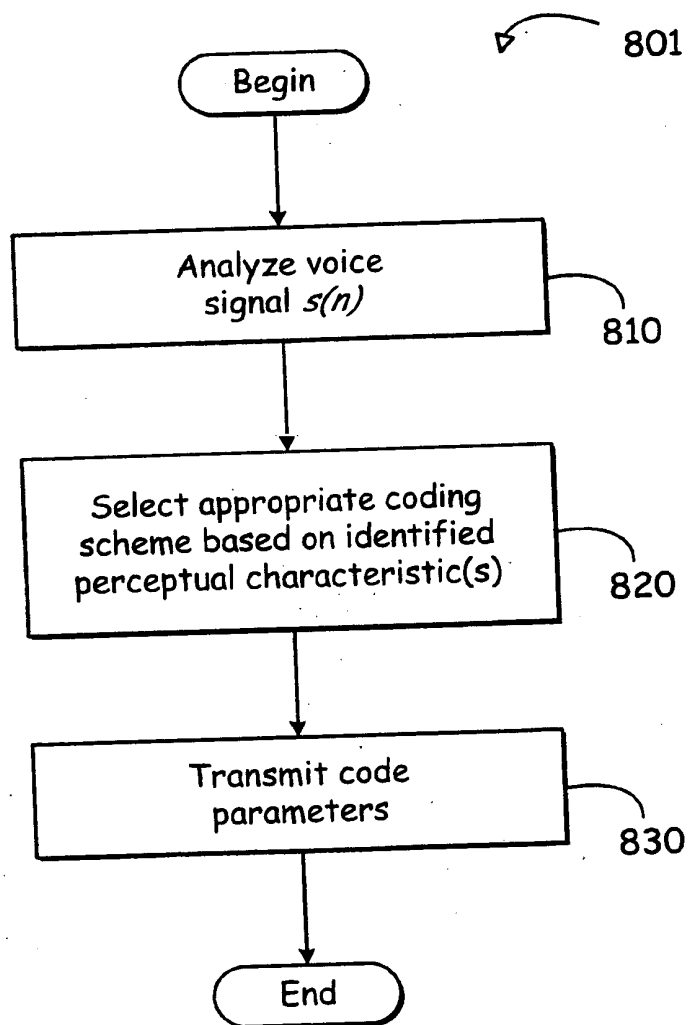 801
Begin
Analyze voice
signal s(n)
810
Select appropriate coding
scheme based on identified
perceptual characteristic(s)
820
Transmit code
parameters
830
End